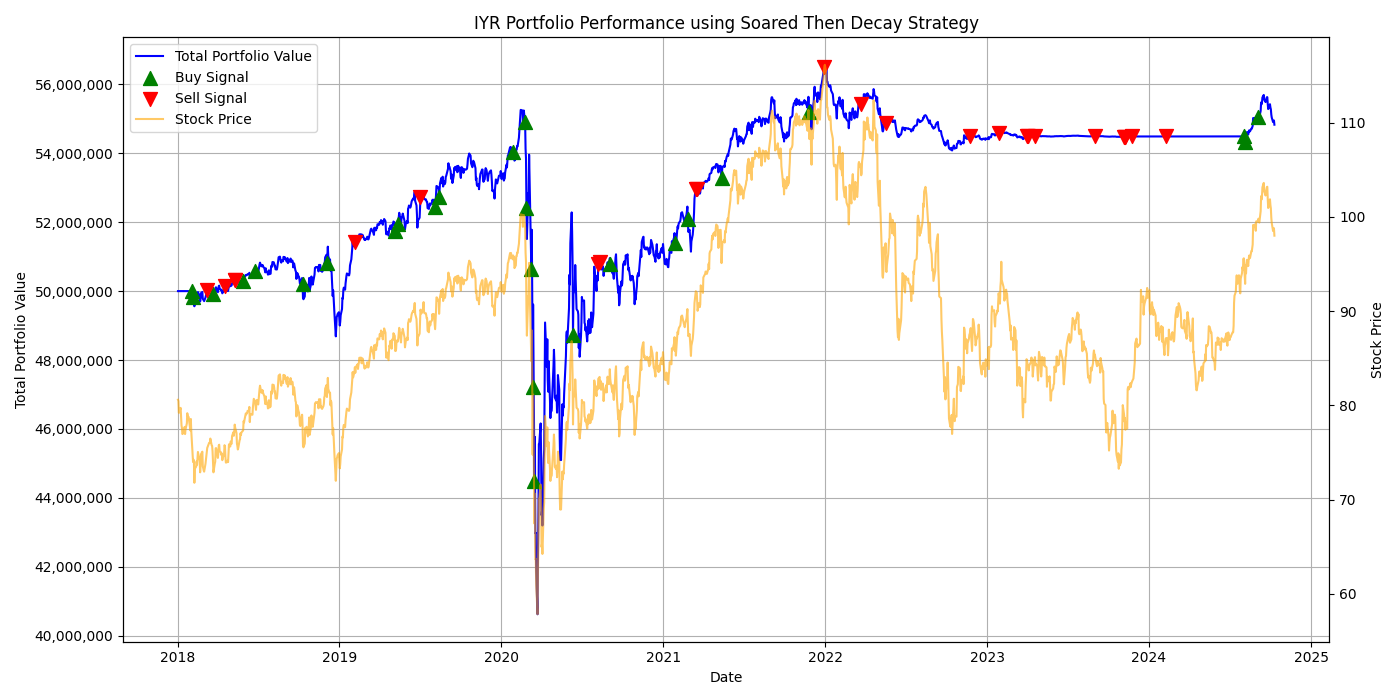 IYR Portfolio Performance using Soared Then Decay Strategy
Total Portfolio Value
Buy Signal
Sell Signal
Stock Price
56,000,000
54,000,000
52,000,000
50,000,000
48,000,000
46,000,000
44,000,000
42,000,000
40,000,000
Total Portfolio Value
110
100
90
80
70
60
Stock Price
2018 2019 2020 2021 2022 2023 2024 2025
Date